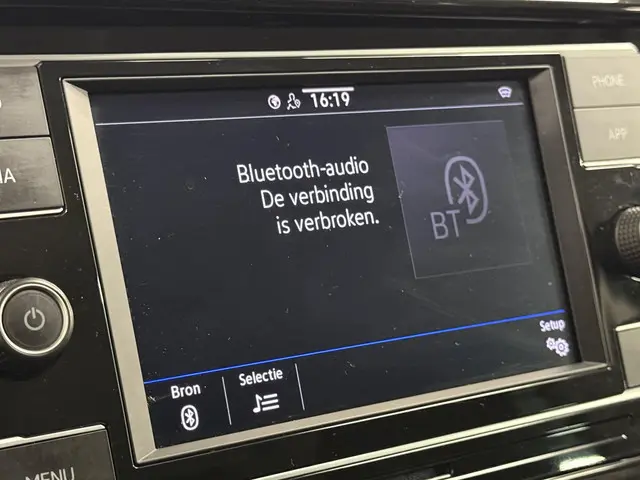 16:19
PHONE
APP
Bluetooth-audio
De verbinding
is verbroken.
BT
Setup
Bron
Selectie
MENU